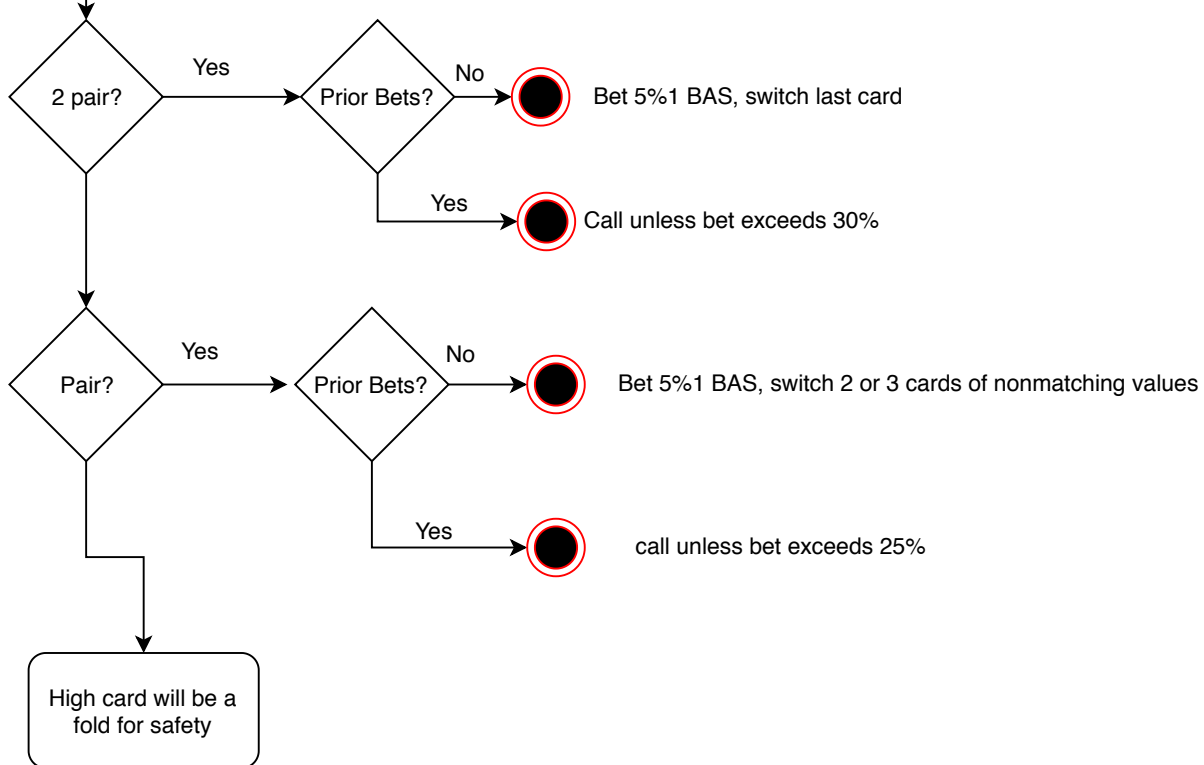 2 pair?
Yes
Prior Bets?
No
Bet 5%1 BAS, switch last card
Yes
Call unless bet exceeds 30%
Pair?
Yes
Prior Bets?
No
Bet 5%1 BAS, switch 2 or 3 cards of nonmatching values
Yes
call unless bet exceeds 25%
High card will be a
fold for safety